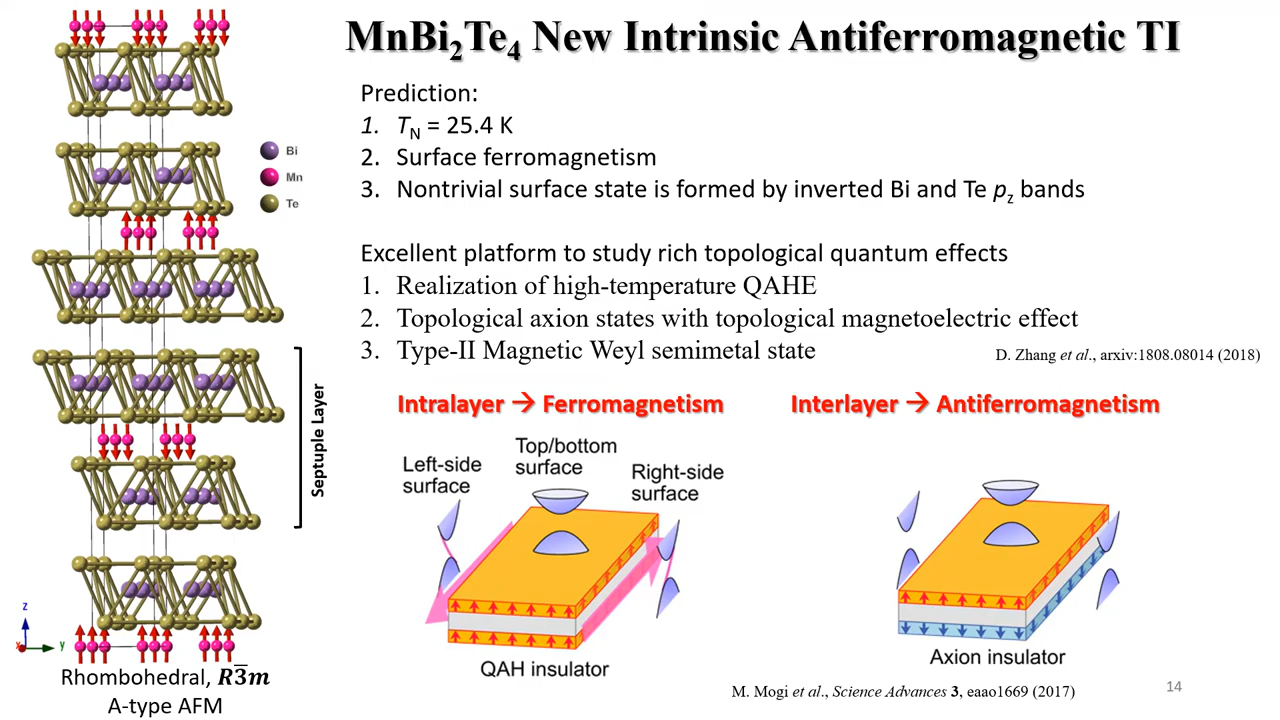 MnBi₂Te₄ New Intrinsic Antiferromagnetic TI
Prediction:
1. T_N = 25.4 K
2. Surface ferromagnetism
3. Nontrivial surface state is formed by inverted Bi and Te p_z bands
Excellent platform to study rich topological quantum effects
1. Realization of high-temperature QAHE
2. Topological axion states with topological magnetoelectric effect
3. Type-II Magnetic Weyl semimetal state
D. Zhang et al., arxiv:1808.08014 (2018)
Bi
Mn
Te
Septuple Layer
z
x
y
Rhombohedral, R3̅m
A-type AFM
Intralayer → Ferromagnetism
Left-side
surface
Top/bottom
surface
Right-side
surface
QAH insulator
Interlayer → Antiferromagnetism
Axion insulator
M. Mogi et al., Science Advances 3, eaao1669 (2017)
14